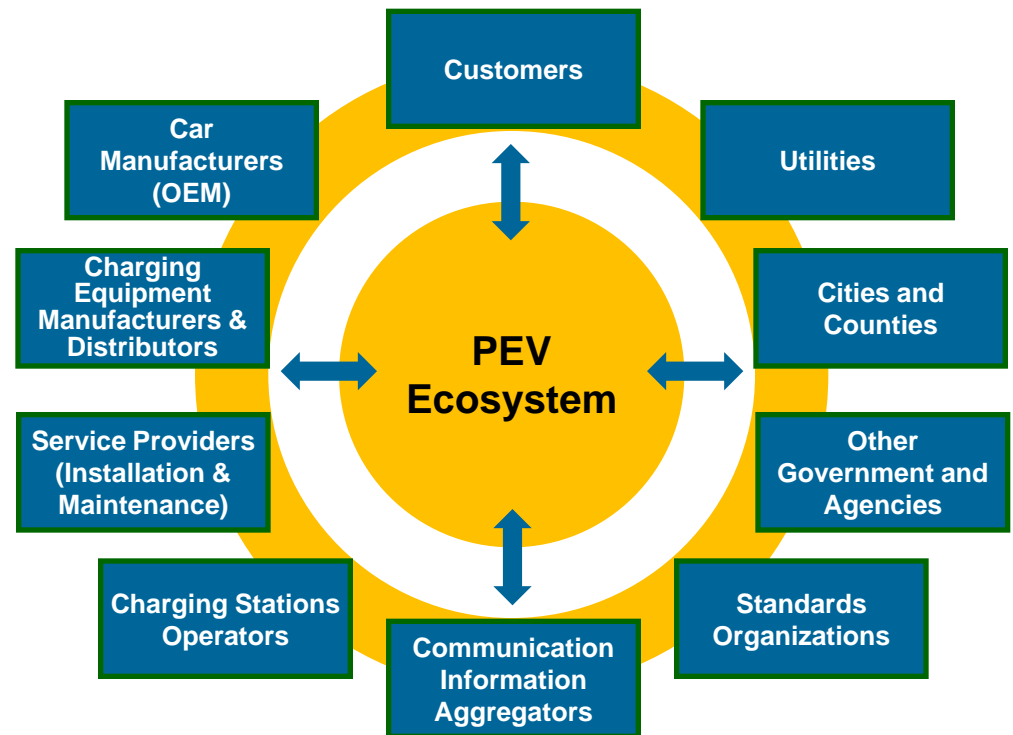 Customers
Car
Manufacturers
(OEM)
Utilities
Charging
Equipment
Manufacturers &
Distributors
Cities and
Counties
PEV
Ecosystem
Service Providers
(Installation &
Maintenance)
Other
Government and
Agencies
Charging Stations
Operators
Standards
Organizations
Communication
Information
Aggregators